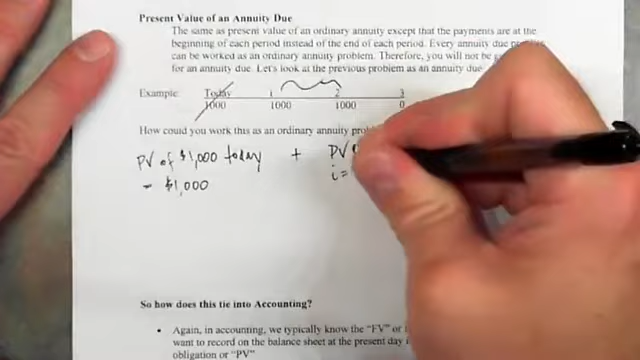 Present Value of an Annuity Due
The same as present value of an ordinary annuity except that the payments are at the
beginning of each period instead of the end of each period. Every annuity due
can be worked as an ordinary annuity problem. Therefore, you will not be
for an annuity due. Let's look at the previous problem as an annuity due
Example: Today 1 2 3
1000 1000 1000 0
How could you work this as an ordinary annuity
PV of $1,000 today + PV
= $1,000 i=
So how does this tie into Accounting?
• Again, in accounting, we typically know the "FV" or
want to record on the balance sheet at the present day
obligation or "PV"